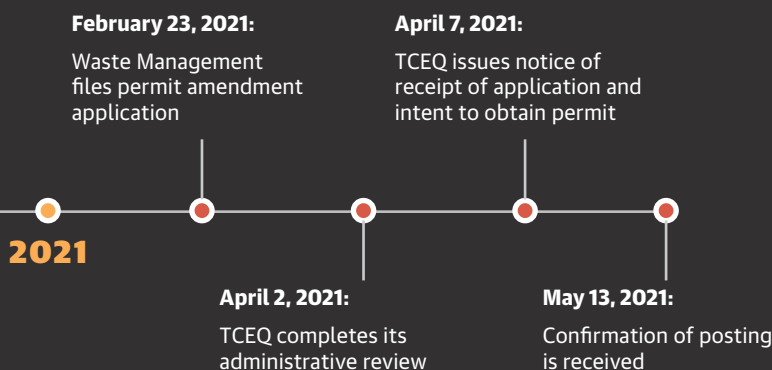 February 23, 2021:
Waste Management
files permit amendment
application
April 7, 2021:
TCEQ issues notice of
receipt of application and
intent to obtain permit
2021
April 2, 2021:
TCEQ completes its
administrative review
May 13, 2021:
Confirmation of posting
is received